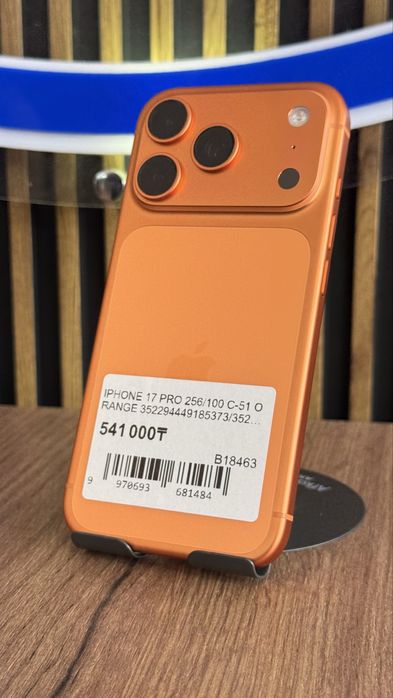 IPHONE 17 PRO 256/100 C-51 O
RANGE 352294449185373/352...
541 000₸
B18463
9 970693 681484